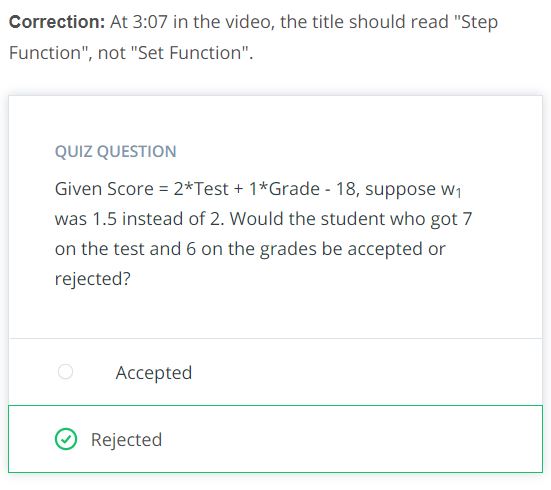 Correction: At 3:07 in the video, the title should read "Step
Function", not "Set Function".
QUIZ QUESTION
Given Score = 2*Test + 1*Grade - 18, suppose w₁
was 1.5 instead of 2. Would the student who got 7
on the test and 6 on the grades be accepted or
rejected?
Accepted
Rejected